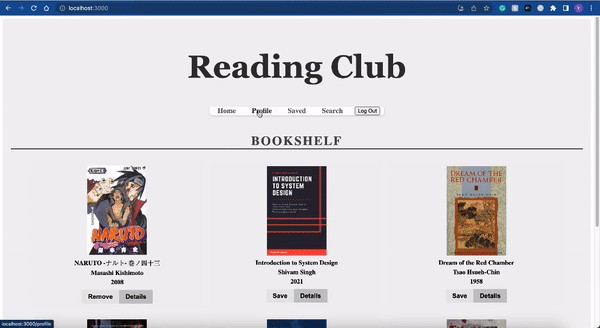 localhost:3000
Reading Club
Home Profile Saved Search Log Out
BOOKSHELF
INTRODUCTION
TO SYSTEM
DESIGN
DREAM OF THE
RED CHAMBER
NARUTO
NARUTO -ナルト- 巻ノ四十三
Masashi Kishimoto
2008
Remove Details
Introduction to System Design
Shivam Singh
2021
Save Details
Dream of the Red Chamber
Tsao Hsueh-Chin
1958
Save Details
localhost:3000/profile